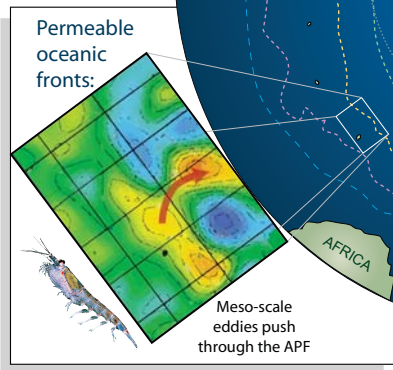 Permeable
oceanic
fronts:
AFRICA
Meso-scale
eddies push
through the APF